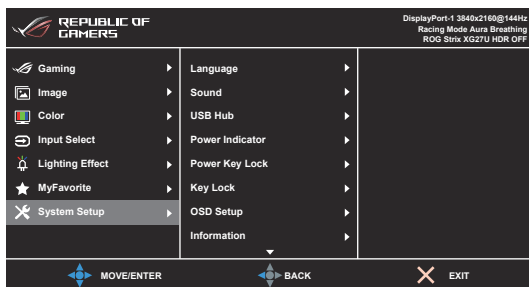 REPUBLIC OF
GAMERS
DisplayPort-1 3840x2160@144Hz
Racing Mode Aura Breathing
ROG Strix XG27U HDR OFF
Gaming
Image
Color
Input Select
Lighting Effect
MyFavorite
System Setup
Language
Sound
USB Hub
Power Indicator
Power Key Lock
Key Lock
OSD Setup
Information
MOVE/ENTER
BACK
EXIT